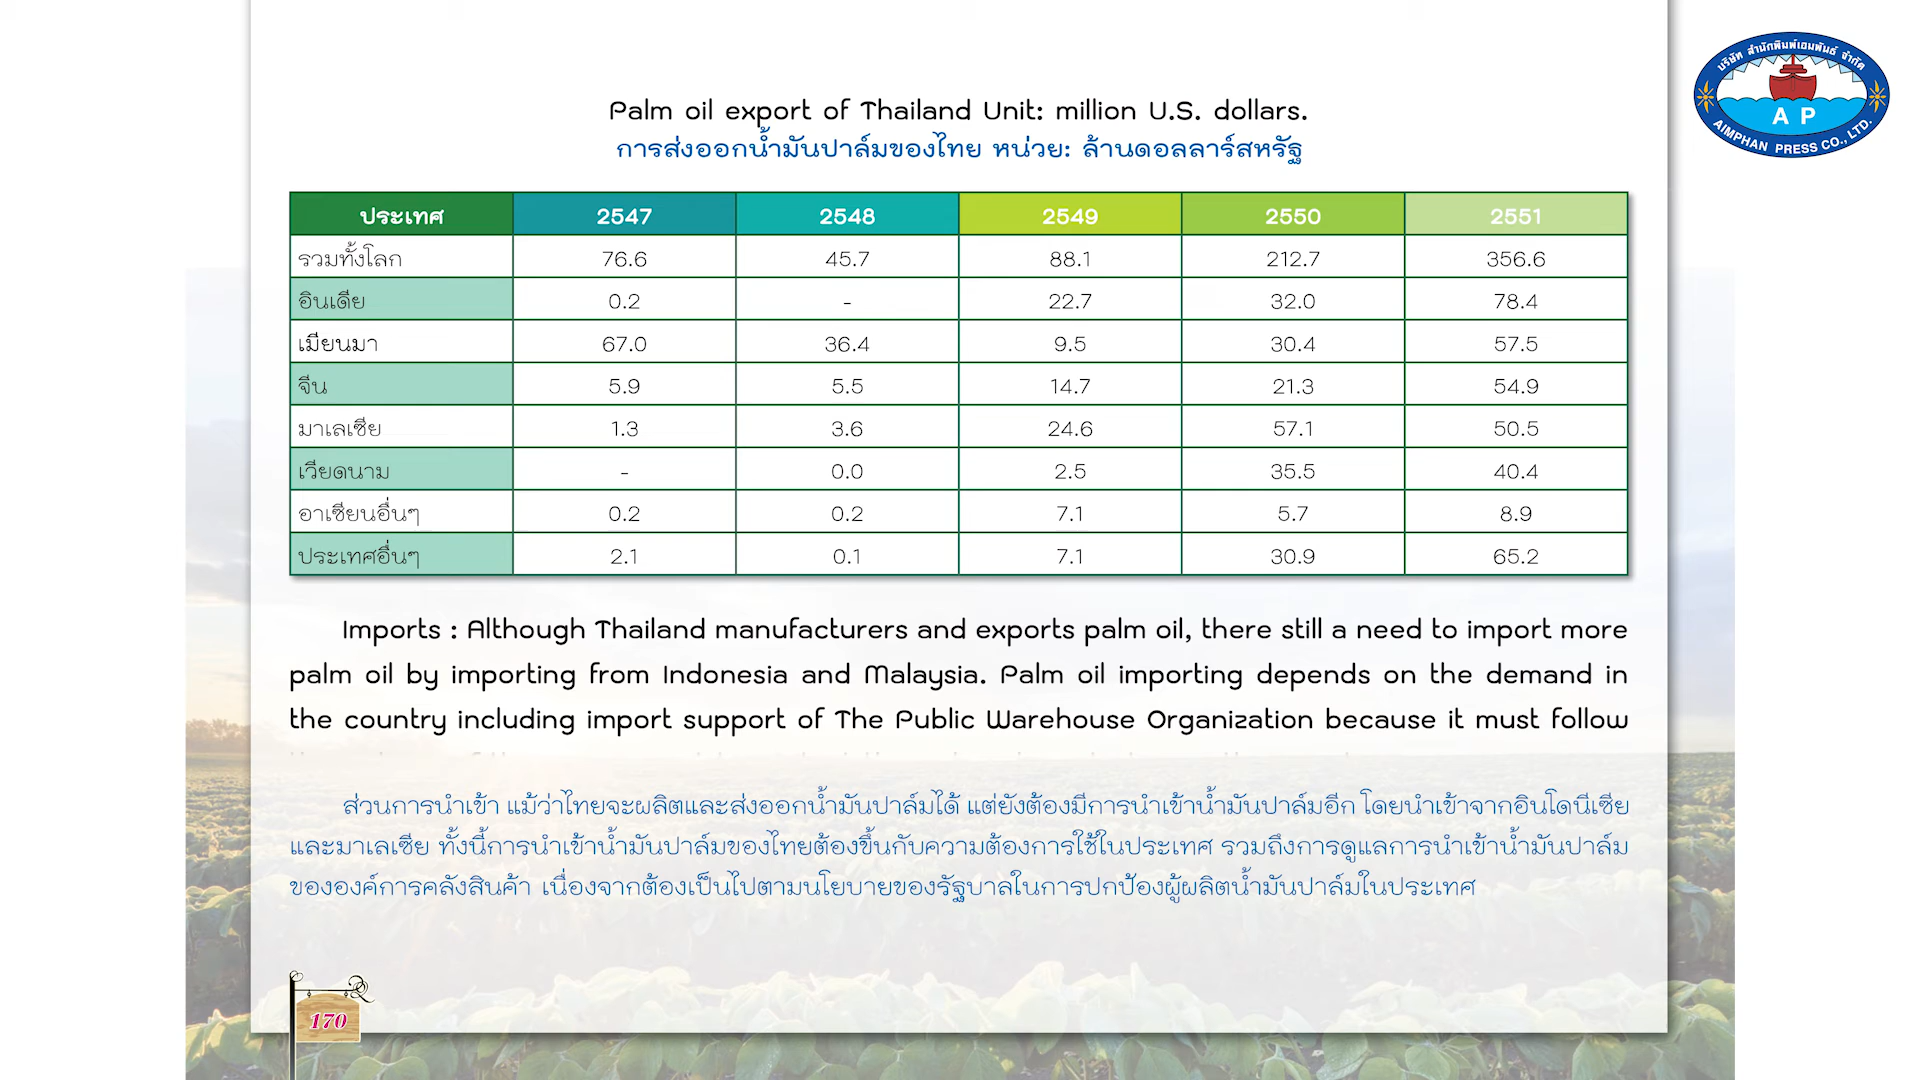 บริษัท สำนักพิมพ์เอมพันธ์ จำกัด
A P
AIMPHAN PRESS CO., LTD.
Palm oil export of Thailand Unit: million U.S. dollars.
การส่งออกน้ำมันปาล์มของไทย หน่วย: ล้านดอลลาร์สหรัฐ
ประเทศ 2547 2548 2549 2550 2551
รวมทั้งโลก 76.6 45.7 88.1 212.7 356.6
อินเดีย 0.2 - 22.7 32.0 78.4
เมียนมา 67.0 36.4 9.5 30.4 57.5
จีน 5.9 5.5 14.7 21.3 54.9
มาเลเซีย 1.3 3.6 24.6 57.1 50.5
เวียดนาม - 0.0 2.5 35.5 40.4
อาเซียนอื่นๆ 0.2 0.2 7.1 5.7 8.9
ประเทศอื่นๆ 2.1 0.1 7.1 30.9 65.2
Imports : Although Thailand manufacturers and exports palm oil, there still a need to import more
palm oil by importing from Indonesia and Malaysia. Palm oil importing depends on the demand in
the country including import support of The Public Warehouse Organization because it must follow
ส่วนการนำเข้า แม้ว่าไทยจะผลิตและส่งออกน้ำมันปาล์มได้ แต่ยังต้องมีการนำเข้าน้ำมันปาล์มอีก โดยนำเข้าจากอินโดนีเซีย
และมาเลเซีย ทั้งนี้การนำเข้าน้ำมันปาล์มของไทยต้องขึ้นกับความต้องการใช้ในประเทศ รวมถึงการดูแลการนำเข้าน้ำมันปาล์ม
ขององค์การคลังสินค้า เนื่องจากต้องเป็นไปตามนโยบายของรัฐบาลในการปกป้องผู้ผลิตน้ำมันปาล์มในประเทศ
170